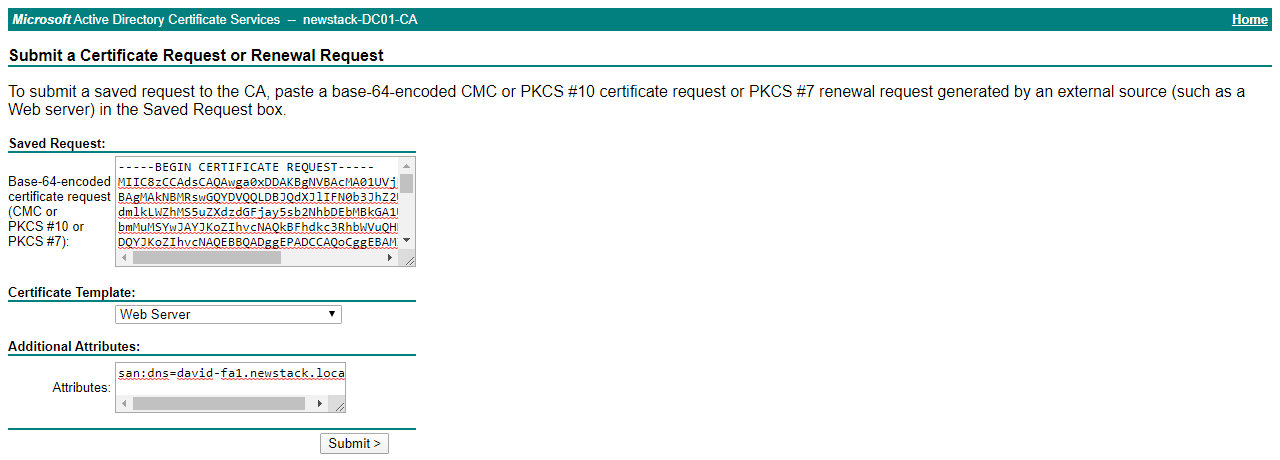 Microsoft Active Directory Certificate Services -- newstack-DC01-CA Home
Submit a Certificate Request or Renewal Request
To submit a saved request to the CA, paste a base-64-encoded CMC or PKCS #10 certificate request or PKCS #7 renewal request generated by an external source (such as a
Web server) in the Saved Request box.
Saved Request:
Base-64-encoded
certificate request
(CMC or
PKCS #10 or
PKCS #7):
-----BEGIN CERTIFICATE REQUEST-----
MIIC8zCCAdsCAQAwga0xDDAKBgNVBAcMA01UVj
BAgMAkNBMRswGQYDVQQLDBJQdXJlIFN0b3JhZ2U
dmlkLWZhMS5uZXdzdGFjay5sb2NhbDEbMBkGA1U
bmMuMSYwJAYJKoZIhvcNAQkBFhdkc3RhbWVuQH
DQYJKoZIhvcNAQEBBQADggEPADCCAQoCggEBAM
Certificate Template:
Web Server
Additional Attributes:
Attributes:
san:dns=david-fa1.newstack.loca
Submit >